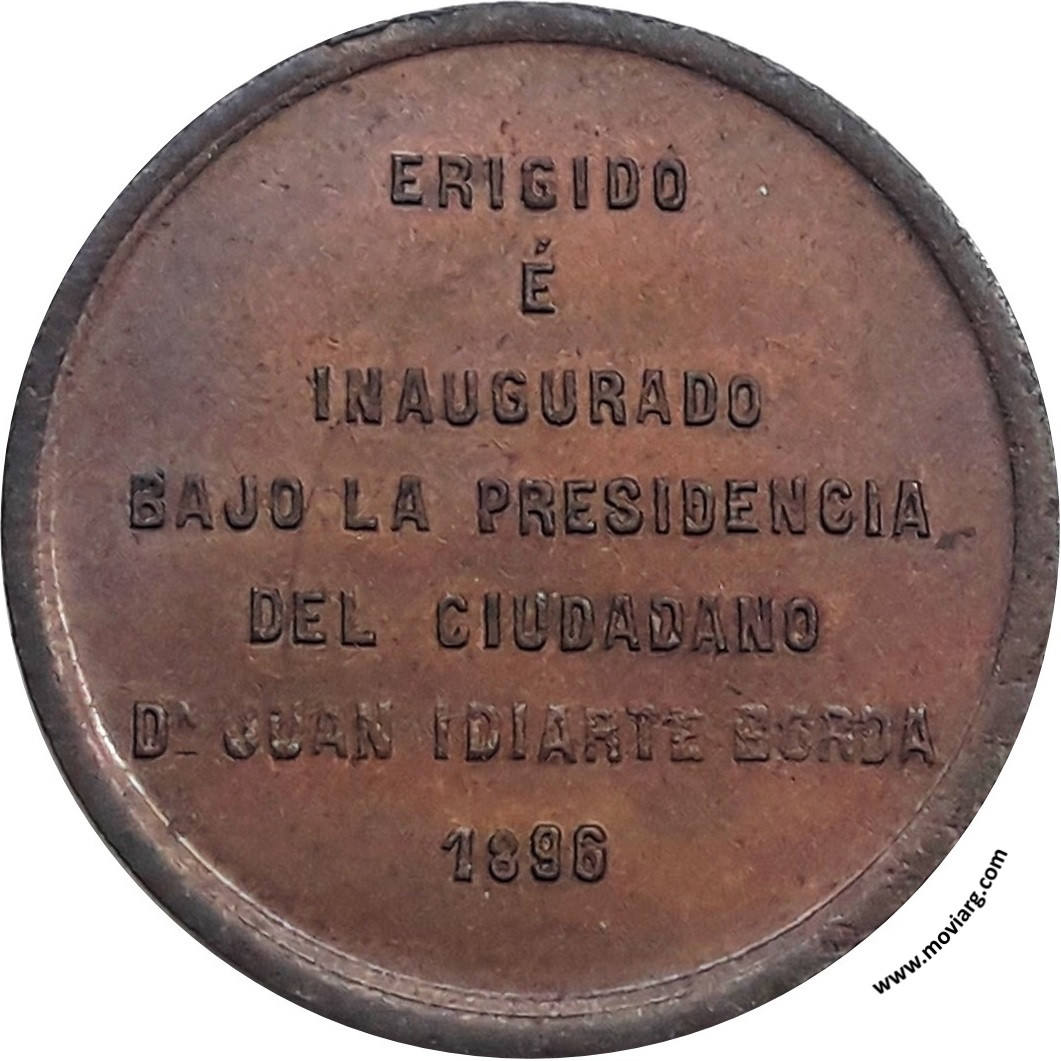 ERIGIDO
É
INAUGURADO
BAJO LA PRESIDENCIA
DEL CIUDADANO
Dn JUAN IDIARTE BORDA
1896
www.moviarg.com